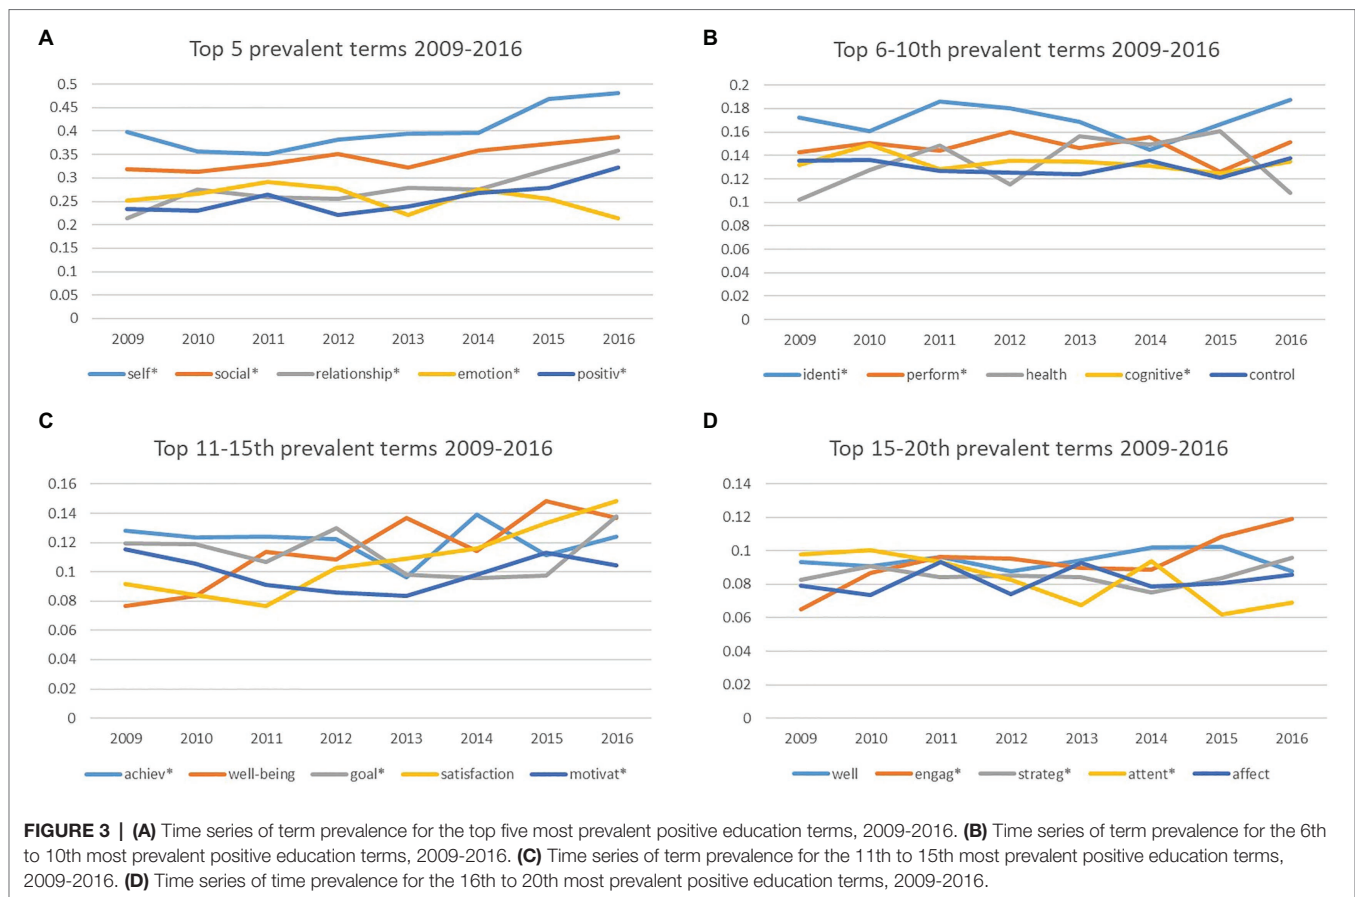 A
Top 5 prevalent terms 2009-2016
0.5
0.45
0.4
0.35
0.3
0.25
0.2
0.15
0.1
0.05
0
2009 2010 2011 2012 2013 2014 2015 2016
self* social* relationship* emotion* positiv*
B
Top 6-10th prevalent terms 2009-2016
0.2
0.18
0.16
0.14
0.12
0.1
0.08
0.06
0.04
0.02
0
2009 2010 2011 2012 2013 2014 2015 2016
identi* perform* health cognitive* control
C
Top 11-15th prevalent terms 2009-2016
0.16
0.14
0.12
0.1
0.08
0.06
0.04
0.02
0
2009 2010 2011 2012 2013 2014 2015 2016
achiev* well-being goal* satisfaction motivat*
D
Top 15-20th prevalent terms 2009-2016
0.14
0.12
0.1
0.08
0.06
0.04
0.02
0
2009 2010 2011 2012 2013 2014 2015 2016
well engag* strateg* attent* affect
FIGURE 3 | (A) Time series of term prevalence for the top five most prevalent positive education terms, 2009-2016. (B) Time series of term prevalence for the 6th
to 10th most prevalent positive education terms, 2009-2016. (C) Time series of term prevalence for the 11th to 15th most prevalent positive education terms,
2009-2016. (D) Time series of time prevalence for the 16th to 20th most prevalent positive education terms, 2009-2016.